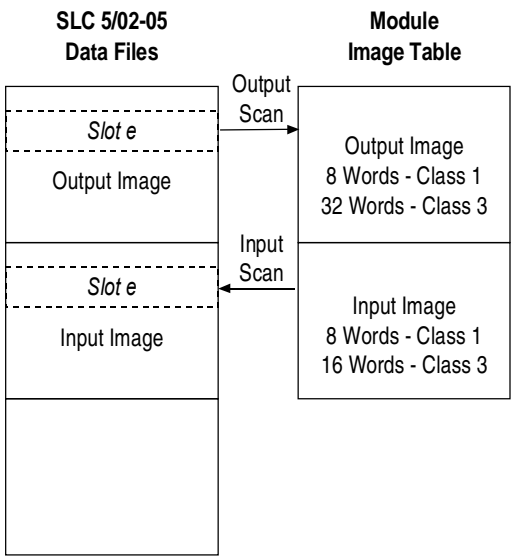 SLC 5/02-05
Data Files
Module
Image Table
Output
Scan
Slot e
Output Image
Output Image
8 Words - Class 1
32 Words - Class 3
Input
Scan
Slot e
Input Image
Input Image
8 Words - Class 1
16 Words - Class 3